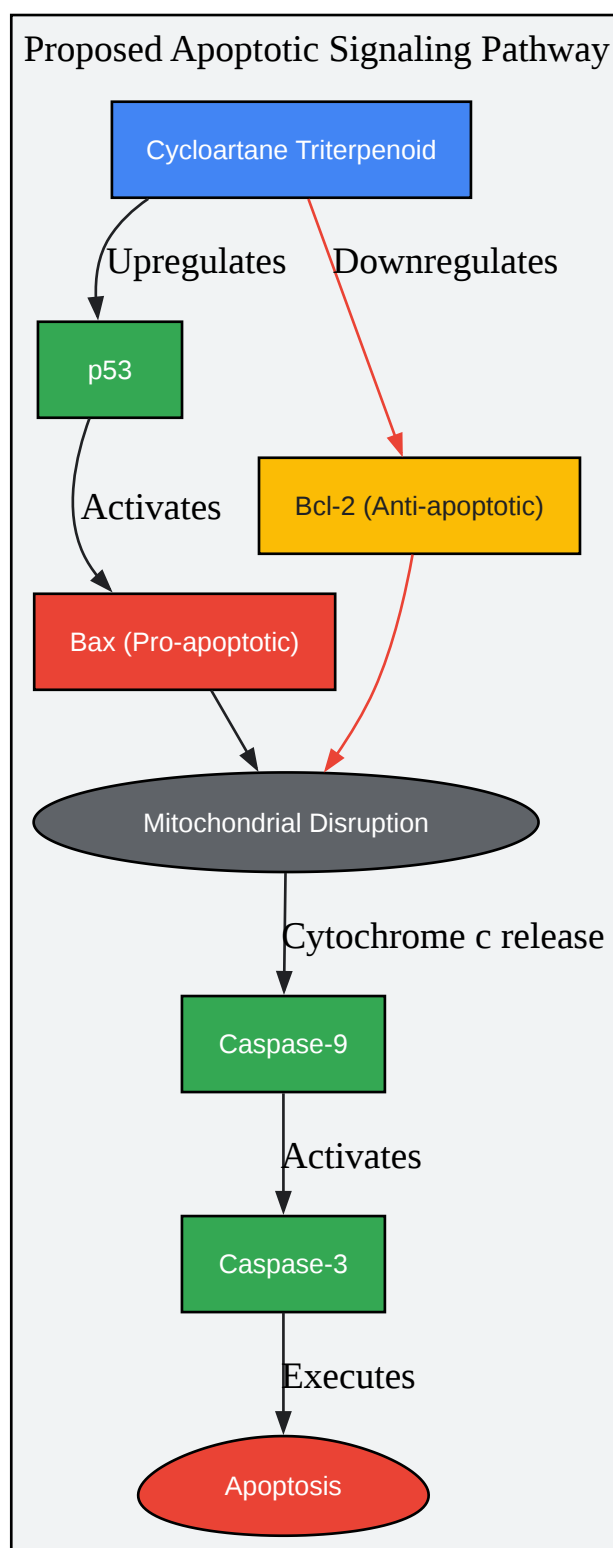 Proposed Apoptotic Signaling Pathway
Cycloartane Triterpenoid
Upregulates
Downregulates
p53
Activates
Bcl-2 (Anti-apoptotic)
Bax (Pro-apoptotic)
Mitochondrial Disruption
Cytochrome c release
Caspase-9
Activates
Caspase-3
Executes
Apoptosis